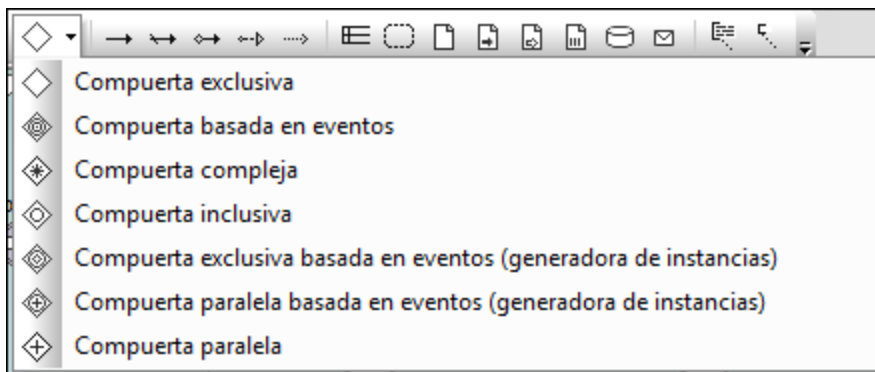 Compuerta exclusiva
Compuerta basada en eventos
Compuerta compleja
Compuerta inclusiva
Compuerta exclusiva basada en eventos (generadora de instancias)
Compuerta paralela basada en eventos (generadora de instancias)
Compuerta paralela